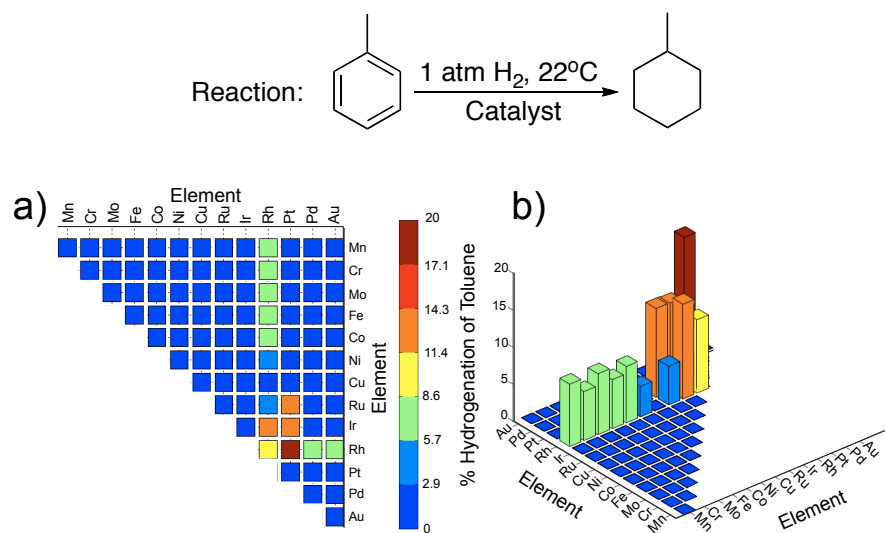 Reaction:
1 atm H2, 22ºC
Catalyst
a)
Element
Mn Cr Mo Fe Co Ni Cu Ru Ir Rh Pt Pd Au
Mn
Cr
Mo
Fe
Co
Ni
Cu
Ru
Ir
Rh
Pt
Pd
Au
Element
20
17.1
14.3
11.4
8.6
5.7
2.9
0
% Hydrogenation of Toluene
b)
20
15
10
5
0
Au Pd Pt Rh Ir Ru Cu Ni Co Fe Mo Cr Mn
Element
Mn Cr Mo Fe Co Ni Cu Ru Ir Rh Pt Pd Au
Element